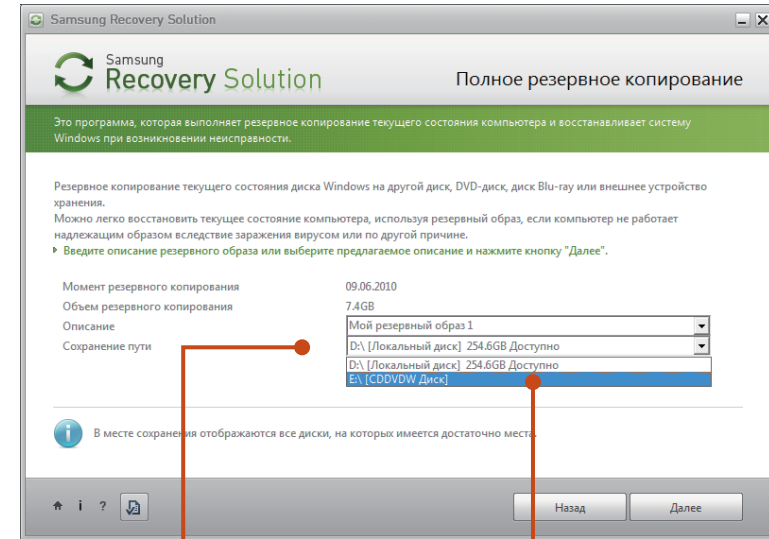 Samsung Recovery Solution
Samsung
Recovery Solution
Полное резервное копирование
Это программа, которая выполняет резервное копирование текущего состояния компьютера и восстанавливает систему
Windows при возникновении неисправности.
Резервное копирование текущего состояния диска Windows на другой диск, DVD-диск, диск Blu-ray или внешнее устройство
хранения.
Можно легко восстановить текущее состояние компьютера, используя резервный образ, если компьютер не работает
надлежащим образом вследствие заражения вирусом или по другой причине.
Введите описание резервного образа или выберите предлагаемое описание и нажмите кнопку "Далее".
Момент резервного копирования 09.06.2010
Объем резервного копирования 7.4GB
Описание Мой резервный образ 1
Сохранение пути D:\ [Локальный диск] 254.6GB Доступно
D:\ [Локальный диск] 254.6GB Доступно
E:\ [CDDVDW Диск]
В месте сохранения отображаются все диски, на которых имеется достаточно места.
Назад Далее